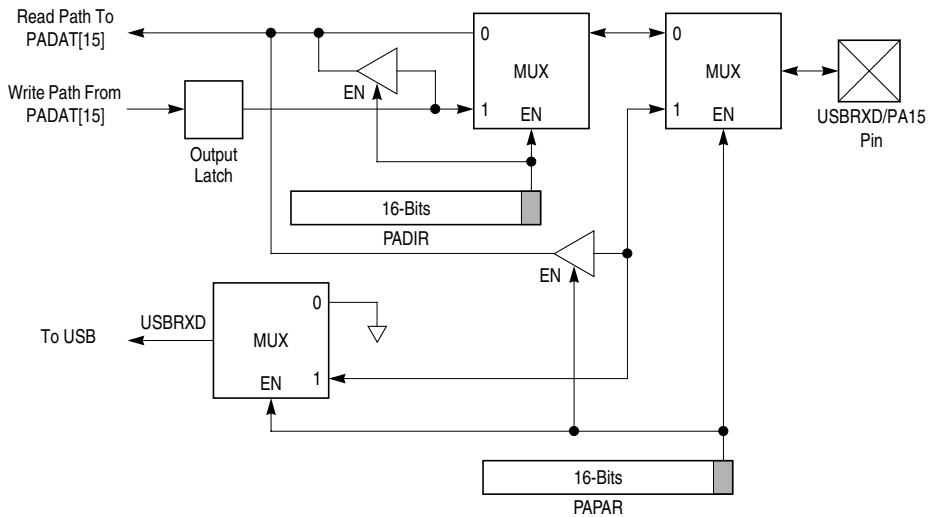 Read Path To
PADAT[15]
Write Path From
PADAT[15]
Output
Latch
EN
0
MUX
1
EN
0
MUX
1
EN
USBRXD/PA15
Pin
16-Bits
PADIR
EN
To USB
USBRXD
0
MUX
EN
1
16-Bits
PAPAR